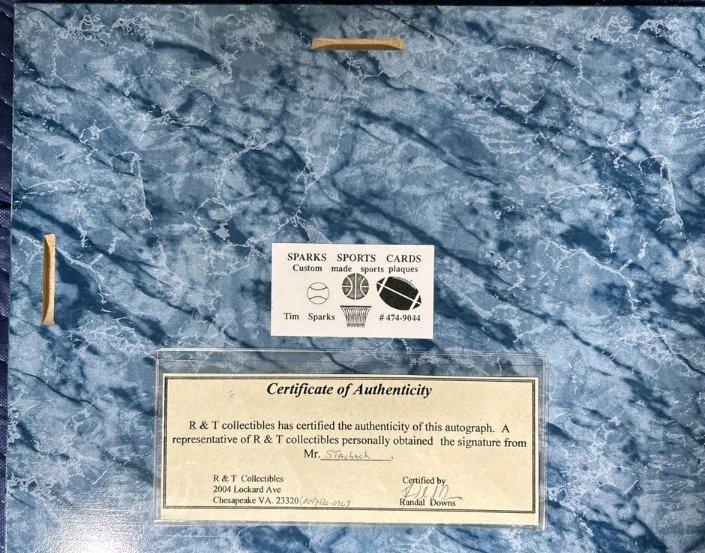 SPARKS SPORTS CARDS
Custom made sports plaques
Tim Sparks # 474-9044
Certificate of Authenticity
R & T collectibles has certified the authenticity of this autograph. A
representative of R & T collectibles personally obtained the signature from
Mr. Staubach.
R & T Collectibles
2004 Lockard Ave
Chesapeake VA. 23320
Certified by
Randal Downs